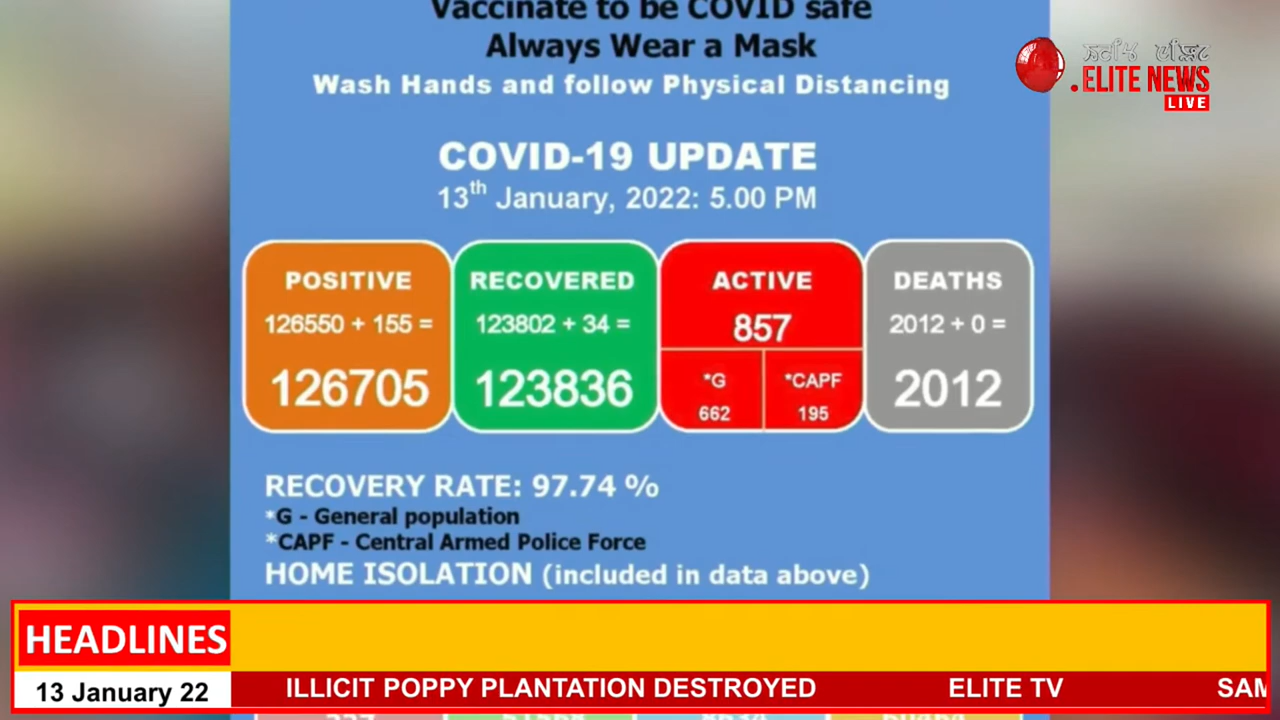 Vaccinate to be COVID safe
Always Wear a Mask
Wash Hands and follow Physical Distancing
.ELITE NEWS
LIVE
COVID-19 UPDATE
13th January, 2022: 5.00 PM
POSITIVE
126550 + 155 =
126705
RECOVERED
123802 + 34 =
123836
ACTIVE
857
*G
662
*CAPF
195
DEATHS
2012 + 0 =
2012
RECOVERY RATE: 97.74 %
*G - General population
*CAPF - Central Armed Police Force
HOME ISOLATION (included in data above)
HEADLINES
13 January 22
ILLICIT POPPY PLANTATION DESTROYED ELITE TV SAM